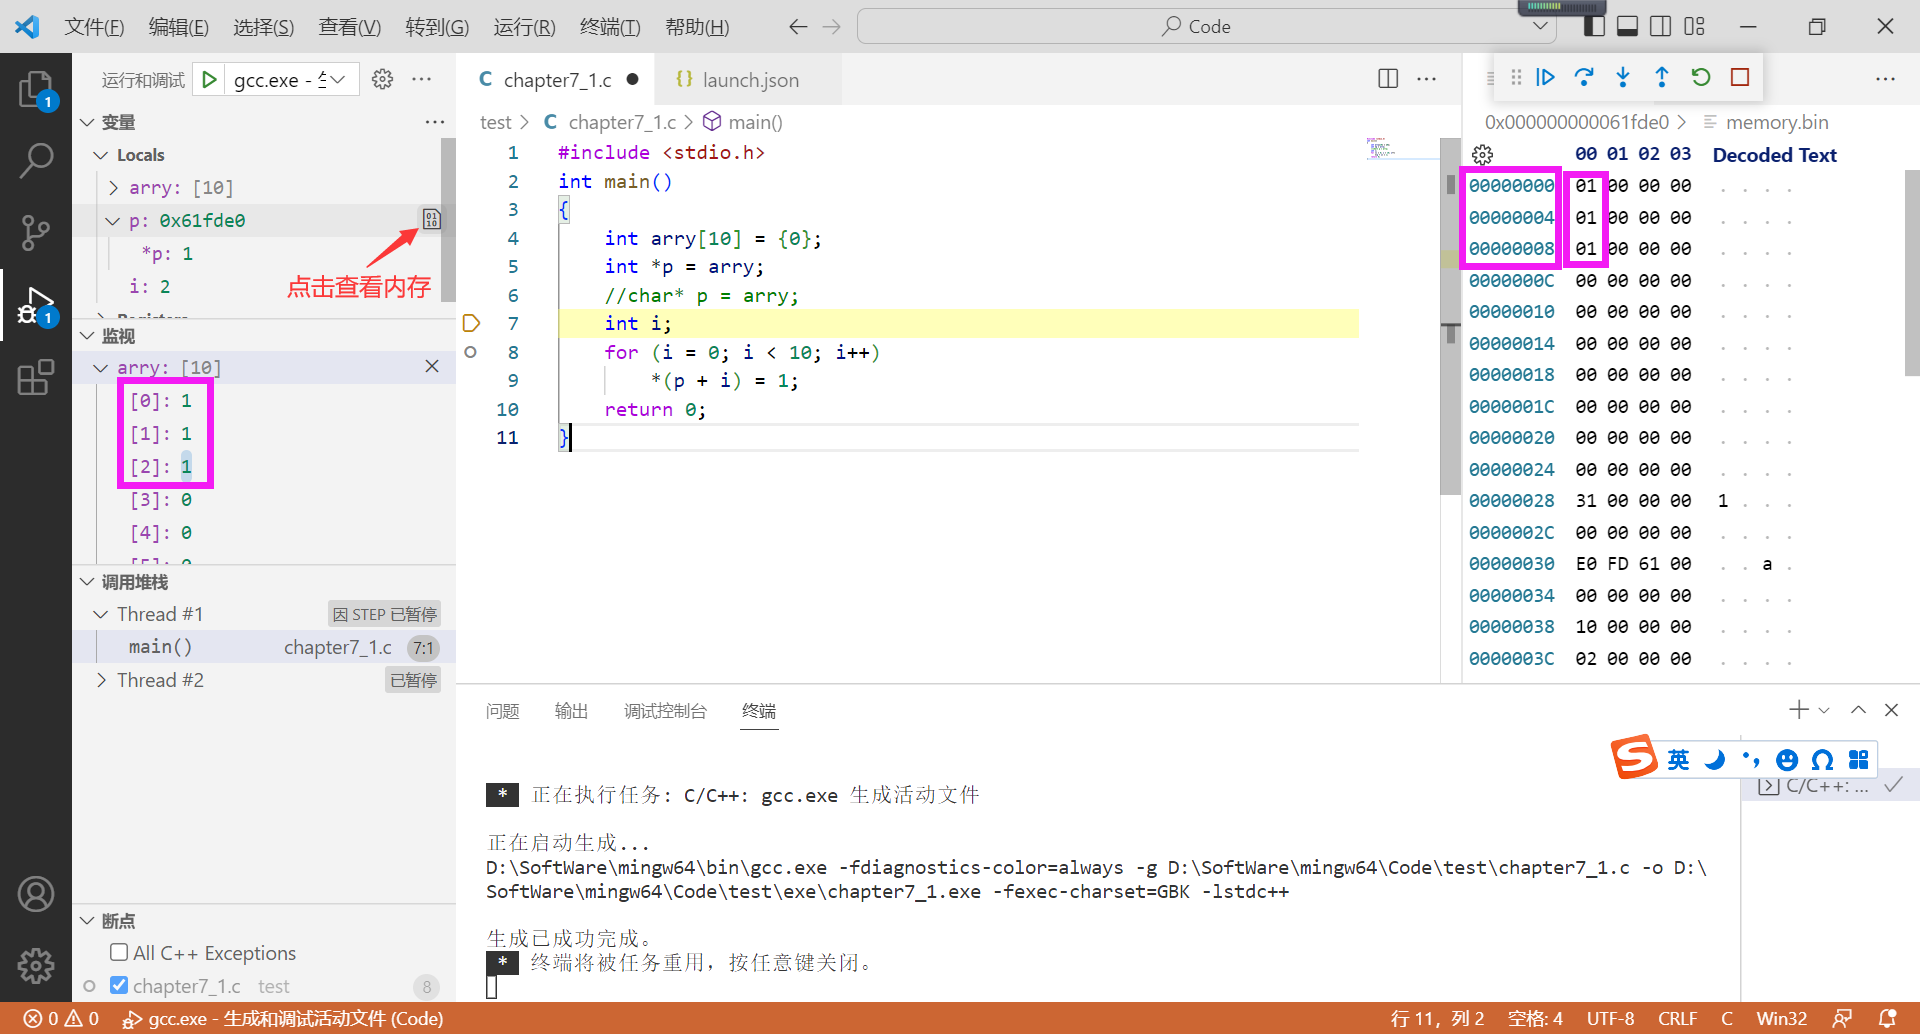 文件(F) 编辑(E) 选择(S) 查看(V) 转到(G) 运行(R) 终端(T) 帮助(H) Code
运行和调试 gcc.exe - 生
变量
Locals
arry: [10]
p: 0x61fde0
*p: 1
i: 2
点击查看内存
Registers
监视
arry: [10]
[0]: 1
[1]: 1
[2]: 1
[3]: 0
[4]: 0
[5]: 0
调用堆栈
Thread #1 因 STEP 已暂停
main() chapter7_1.c 7:1
Thread #2 已暂停
断点
All C++ Exceptions
chapter7_1.c test 8
chapter7_1.c launch.json
test > C chapter7_1.c > main()
1 #include <stdio.h>
2 int main()
3 {
4 int arry[10] = {0};
5 int *p = arry;
6 //char* p = arry;
7 int i;
8 for (i = 0; i < 10; i++)
9 *(p + i) = 1;
10 return 0;
11 }
0x000000000061fde0 > memory.bin
00 01 02 03 Decoded Text
00000000 01 00 00 00 . . . .
00000004 01 00 00 00 . . . .
00000008 01 00 00 00 . . . .
0000000C 00 00 00 00 . . . .
00000010 00 00 00 00 . . . .
00000014 00 00 00 00 . . . .
00000018 00 00 00 00 . . . .
0000001C 00 00 00 00 . . . .
00000020 00 00 00 00 . . . .
00000024 00 00 00 00 . . . .
00000028 31 00 00 00 1 . . .
0000002C 00 00 00 00 . . . .
00000030 E0 FD 61 00 . . a .
00000034 00 00 00 00 . . . .
00000038 10 00 00 00 . . . .
0000003C 02 00 00 00 . . . .
问题 输出 调试控制台 终端
* 正在执行任务: C/C++: gcc.exe 生成活动文件
正在启动生成...
D:\SoftWare\mingw64\bin\gcc.exe -fdiagnostics-color=always -g D:\SoftWare\mingw64\Code\test\chapter7_1.c -o D:\
SoftWare\mingw64\Code\test\exe\chapter7_1.exe -fexec-charset=GBK -lstdc++
生成已成功完成。
* 终端将被任务重用，按任意键关闭。
英
C/C++: ...
0 0 gcc.exe - 生成和调试活动文件 (Code) 行 11，列 2 空格: 4 UTF-8 CRLF C Win32